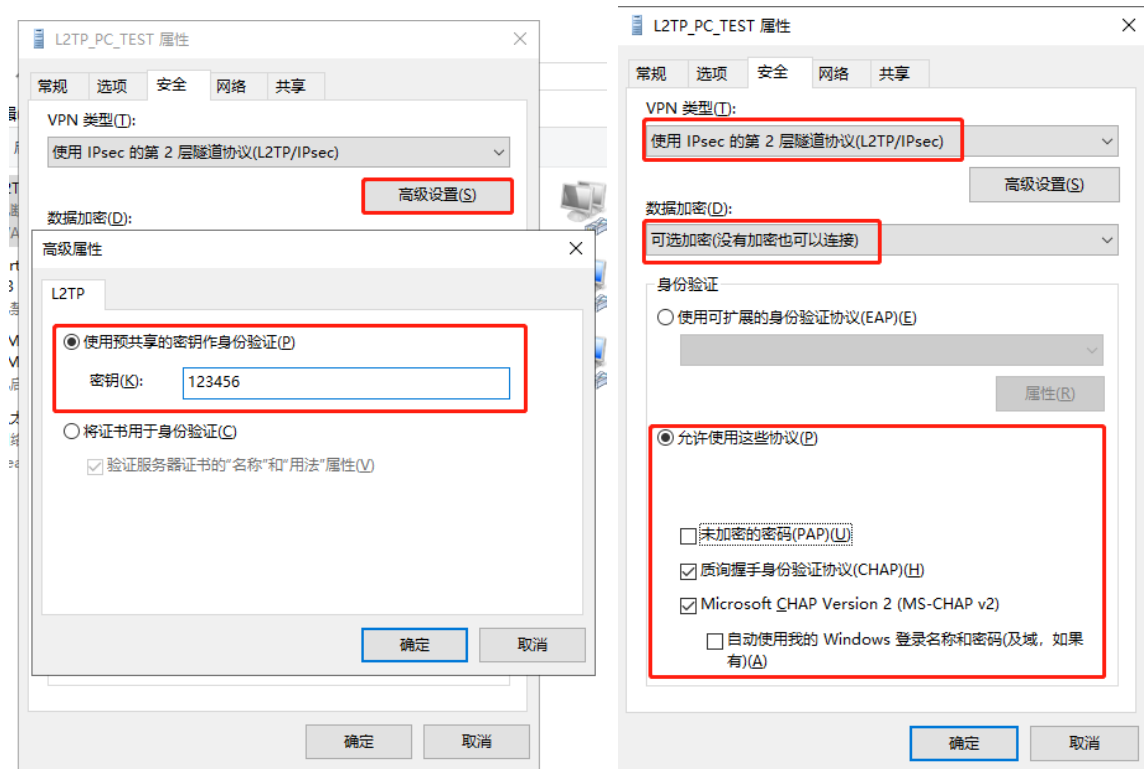 L2TP_PC_TEST 属性
常规 选项 安全 网络 共享
VPN 类型(T):
使用 IPsec 的第 2 层隧道协议(L2TP/IPsec)
高级设置(S)
数据加密(D):
高级属性
L2TP
使用预共享的密钥作身份验证(P)
密钥(K): 123456
将证书用于身份验证(C)
验证服务器证书的“名称”和“用法”属性(V)
确定 取消
确定 取消
L2TP_PC_TEST 属性
常规 选项 安全 网络 共享
VPN 类型(T):
使用 IPsec 的第 2 层隧道协议(L2TP/IPsec)
高级设置(S)
数据加密(D):
可选加密(没有加密也可以连接)
身份验证
使用可扩展的身份验证协议(EAP)(E)
属性(R)
允许使用这些协议(P)
未加密的密码(PAP)(U)
质询握手身份验证协议(CHAP)(H)
Microsoft CHAP Version 2 (MS-CHAP v2)
自动使用我的 Windows 登录名称和密码(及域，如果
有)(A)
确定 取消